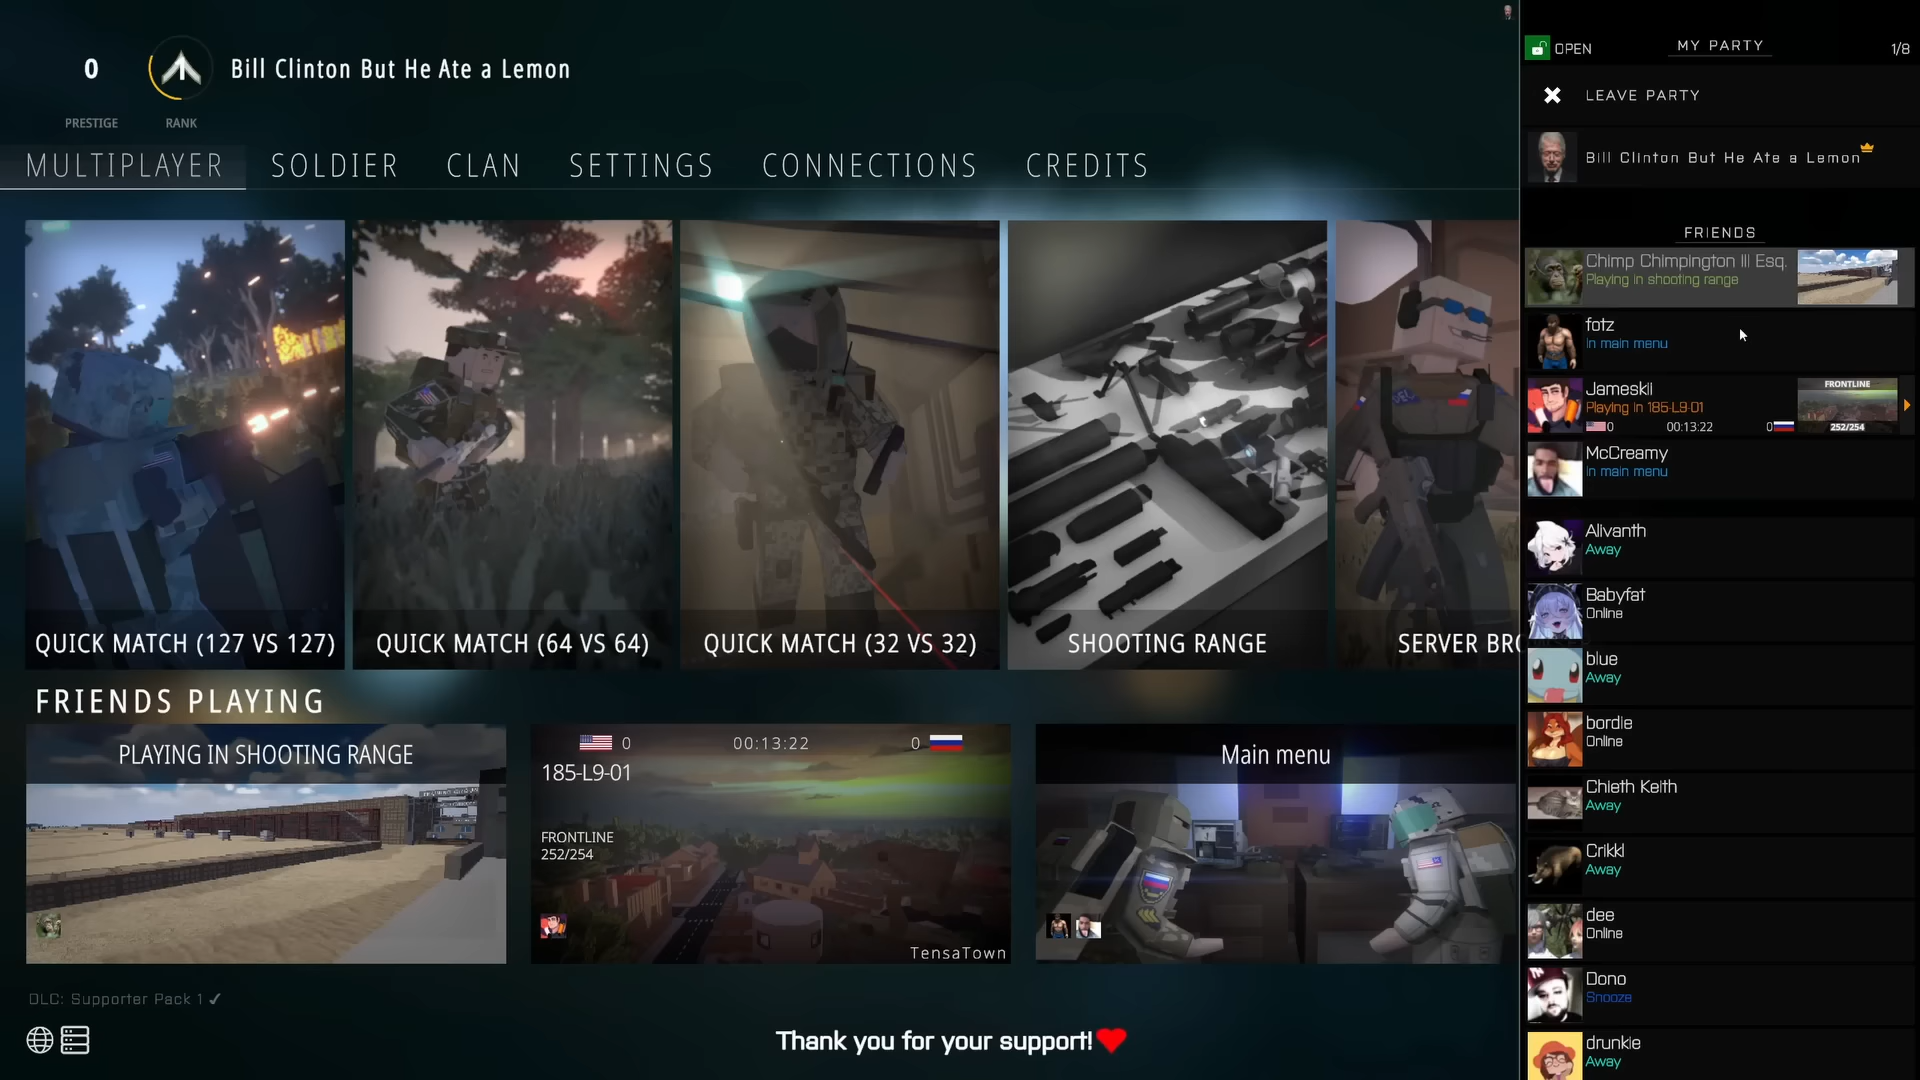 0
Bill Clinton But He Ate a Lemon
PRESTIGE
RANK
MULTIPLAYER
SOLDIER
CLAN
SETTINGS
CONNECTIONS
CREDITS
QUICK MATCH (127 VS 127)
QUICK MATCH (64 VS 64)
QUICK MATCH (32 VS 32)
SHOOTING RANGE
SERVER BRO
FRIENDS PLAYING
PLAYING IN SHOOTING RANGE
0
00:13:22
0
185-L9-01
FRONTLINE
252/254
TensaTown
Main menu
DLC: Supporter Pack 1 ✓
Thank you for your support!❤
OPEN
MY PARTY
1/8
LEAVE PARTY
Bill Clinton But He Ate a Lemon
FRIENDS
Chimp Chimpington III Esq.
Playing in shooting range
fotz
In main menu
Jameskii
Playing in 185-L9-01
0
00:13:22
0
FRONTLINE
252/254
McCreamy
In main menu
Alivanth
Away
Babyfat
Online
blue
Away
bordie
Online
Chieth Keith
Away
Crikkl
Away
dee
Online
Dono
Snooze
drunkie
Away